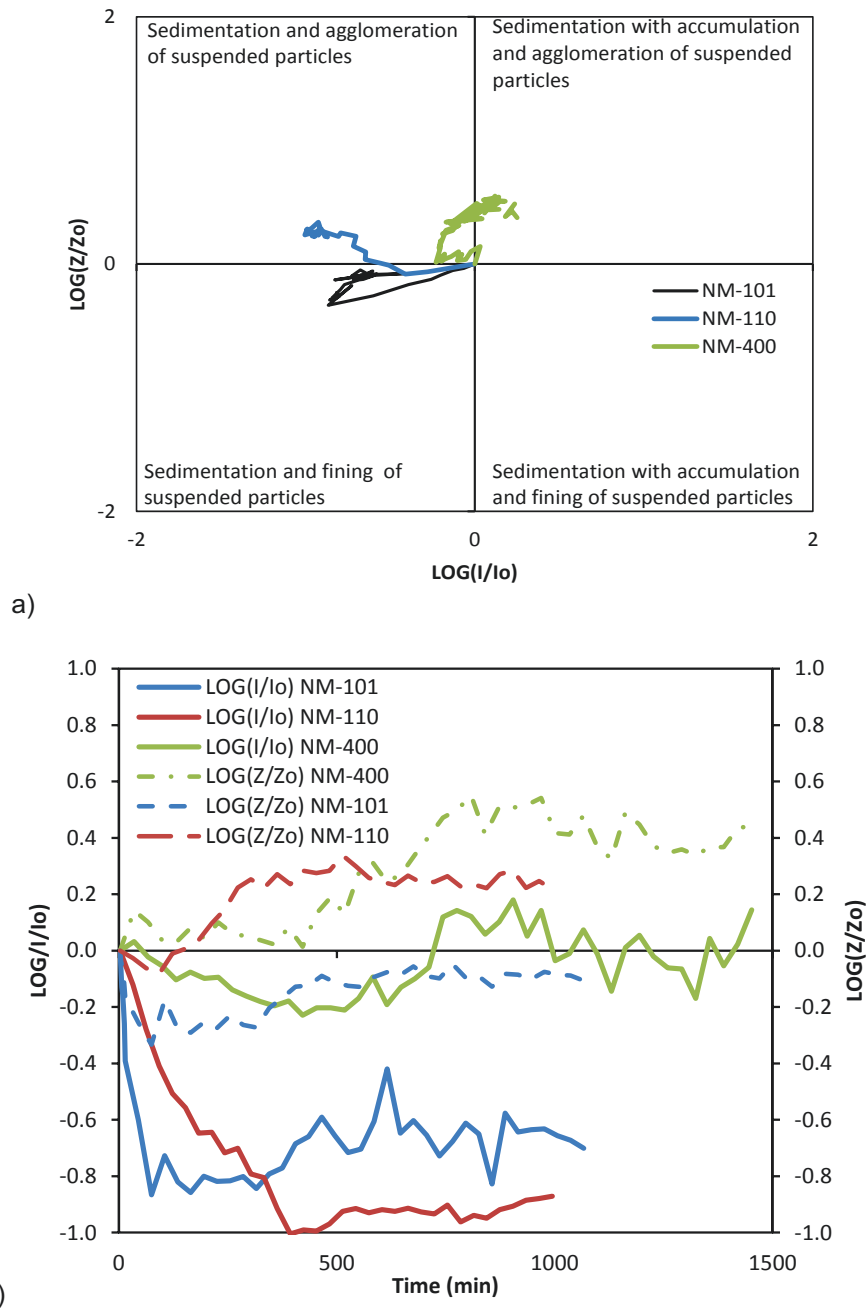 2
Sedimentation and agglomeration
of suspended particles
Sedimentation with accumulation
and agglomeration of suspended
particles
LOG(Z/Zo)
0
NM-101
NM-110
NM-400
Sedimentation and fining of
suspended particles
Sedimentation with accumulation
and fining of suspended particles
-2
-2
0
2
LOG(I/Io)
a)
1.0
0.8
0.6
0.4
0.2
0.0
-0.2
-0.4
-0.6
-0.8
-1.0
LOG/I/Io)
LOG(I/Io) NM-101
LOG(I/Io) NM-110
LOG(I/Io) NM-400
LOG(Z/Zo) NM-400
LOG(Z/Zo) NM-101
LOG(Z/Zo) NM-110
1.0
0.8
0.6
0.4
0.2
0.0
-0.2
-0.4
-0.6
-0.8
-1.0
LOG(Z/Zo)
0
500
1000
1500
Time (min)
)